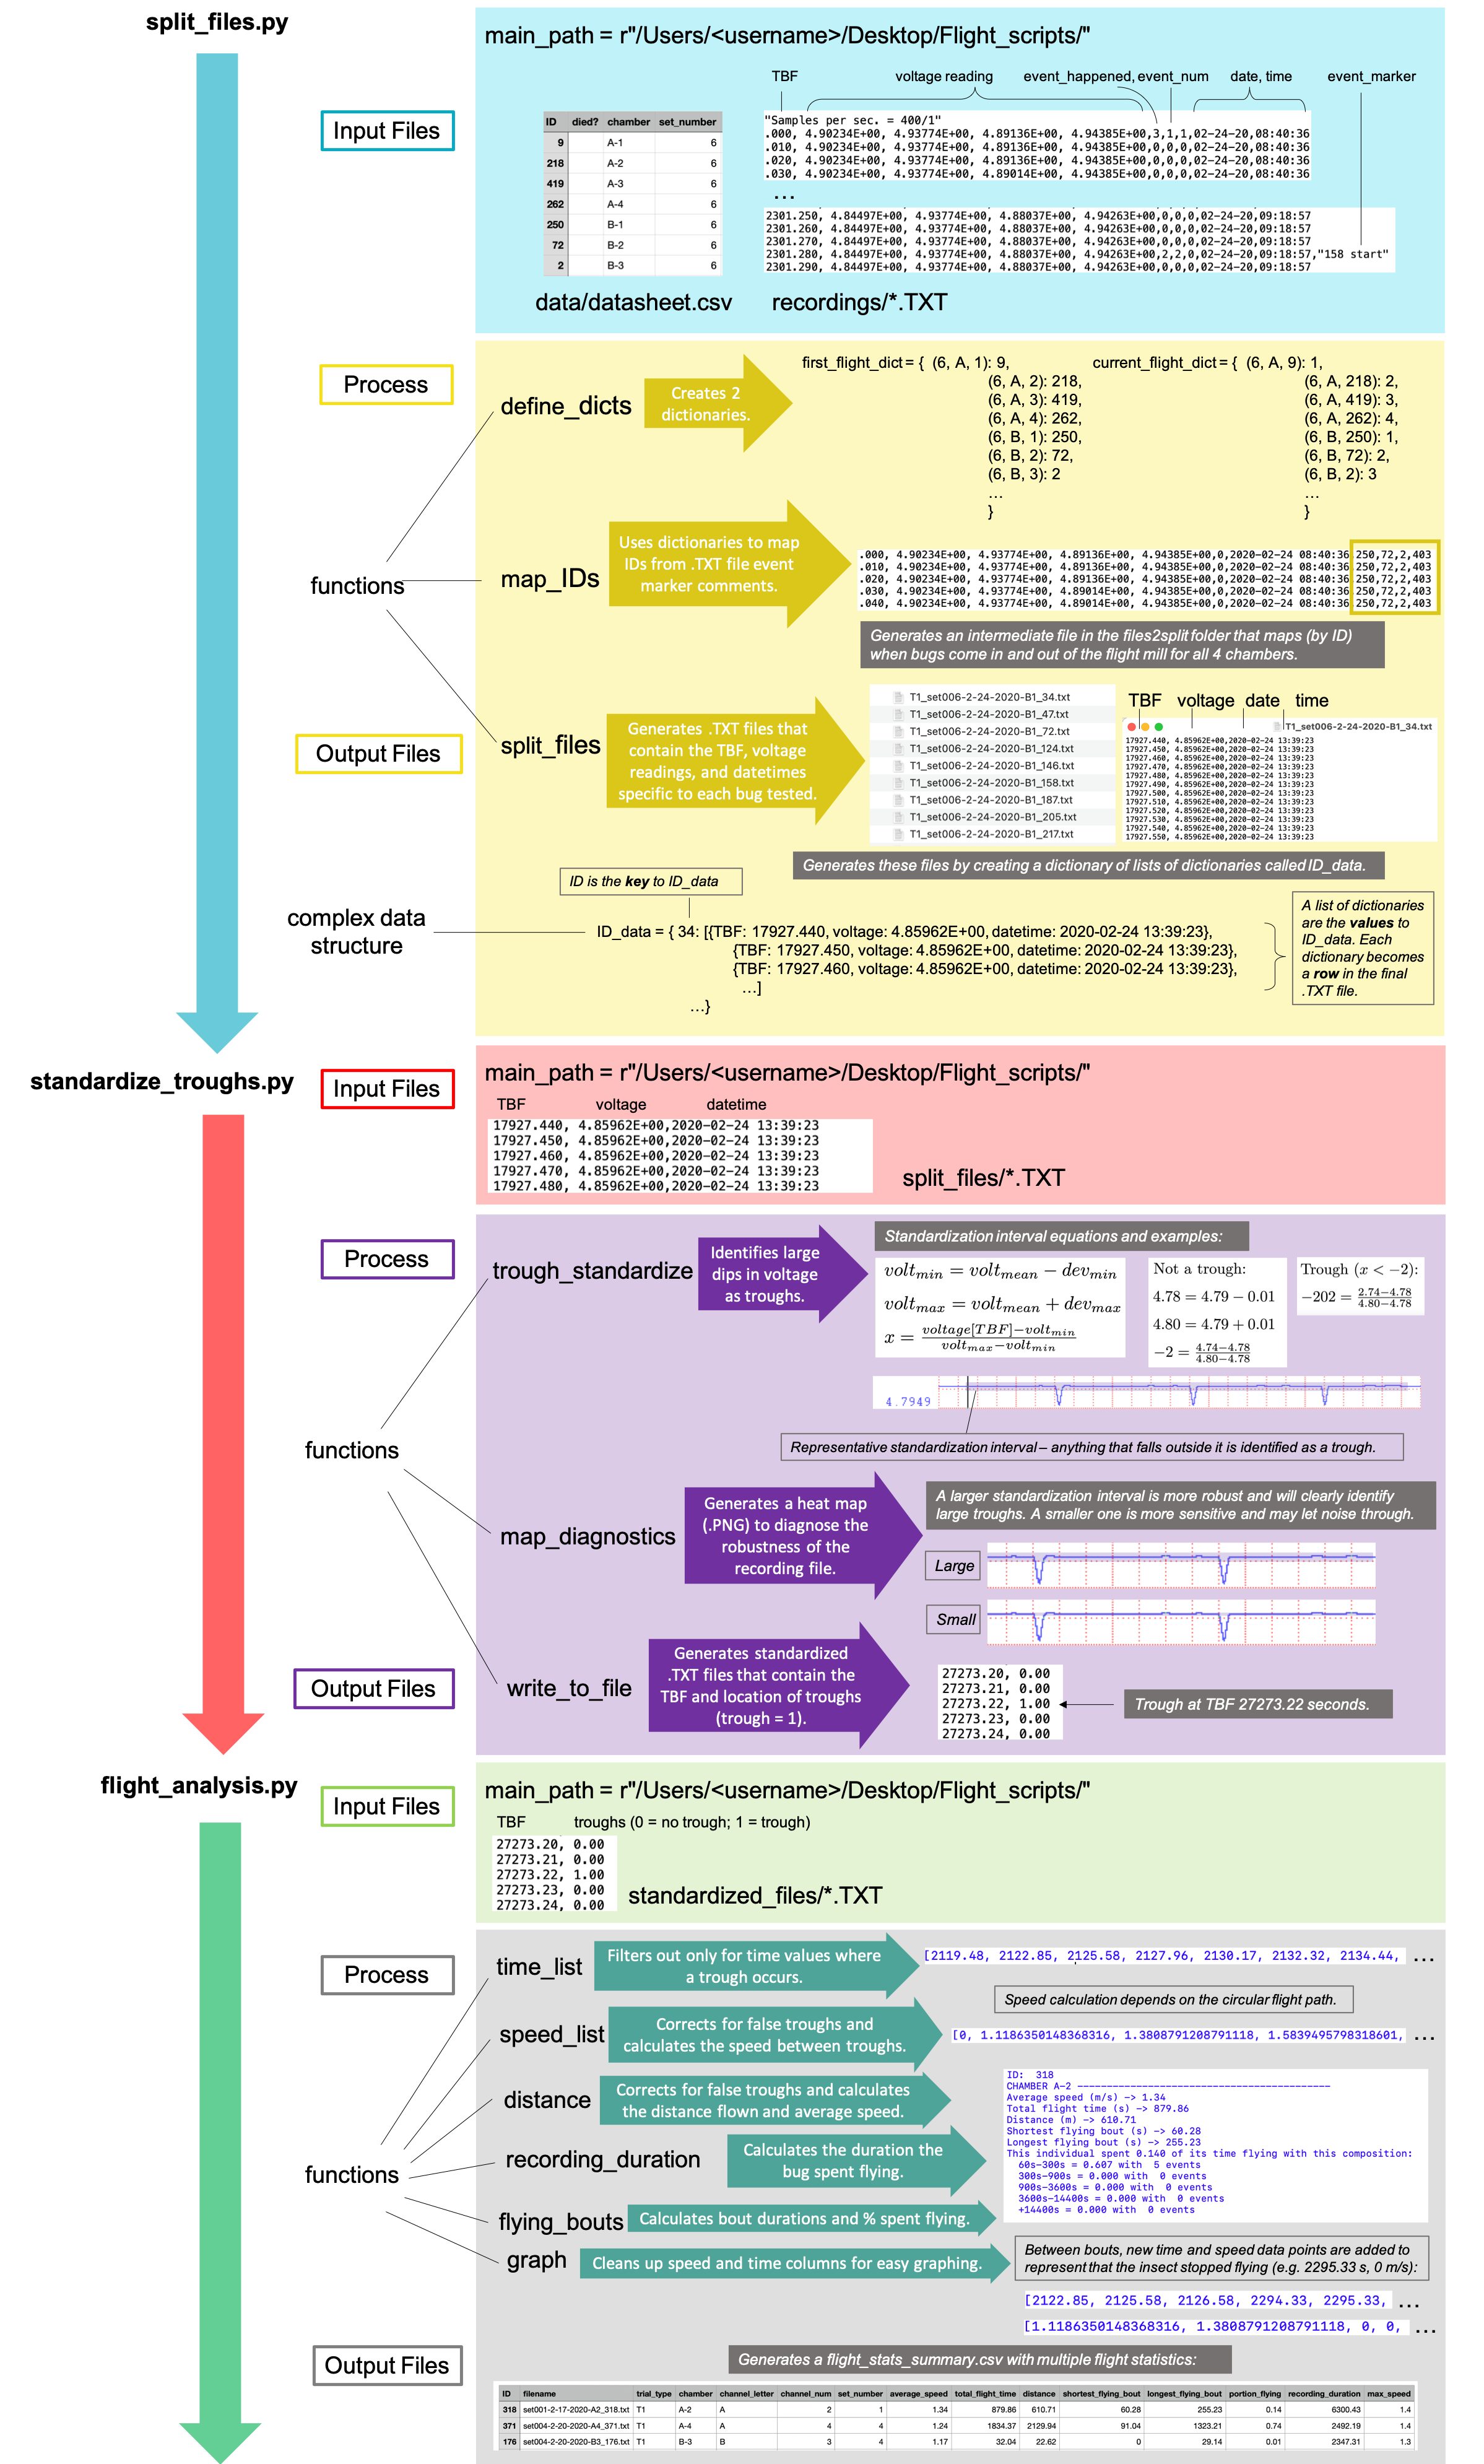 split_files.py
main_path = r"/Users/<username>/Desktop/Flight_scripts/"
Input Files
TBF voltage reading event_happened, event_num date, time event_marker
ID died? chamber set_number
9 A-1 6
218 A-2 6
419 A-3 6
262 A-4 6
250 B-1 6
72 B-2 6
2 B-3 6
data/datasheet.csv
"Samples per sec. = 400/1"
.000, 4.90234E+00, 4.93774E+00, 4.89136E+00, 4.94385E+00,3,1,1,02-24-20,08:40:36
.010, 4.90234E+00, 4.93774E+00, 4.89136E+00, 4.94385E+00,0,0,0,02-24-20,08:40:36
.020, 4.90234E+00, 4.93774E+00, 4.89136E+00, 4.94385E+00,0,0,0,02-24-20,08:40:36
.030, 4.90234E+00, 4.93774E+00, 4.89014E+00, 4.94385E+00,0,0,0,02-24-20,08:40:36
...
2301.250, 4.84497E+00, 4.93774E+00, 4.88037E+00, 4.94263E+00,0,0,0,02-24-20,09:18:57
2301.260, 4.84497E+00, 4.93774E+00, 4.88037E+00, 4.94263E+00,0,0,0,02-24-20,09:18:57
2301.270, 4.84497E+00, 4.93774E+00, 4.88037E+00, 4.94263E+00,0,0,0,02-24-20,09:18:57
2301.280, 4.84497E+00, 4.93774E+00, 4.88037E+00, 4.94263E+00,2,2,0,02-24-20,09:18:57,"158 start"
2301.290, 4.84497E+00, 4.93774E+00, 4.88037E+00, 4.94263E+00,0,0,0,02-24-20,09:18:57
recordings/*.TXT
Process
functions
define_dicts
Creates 2
dictionaries.
first_flight_dict = { (6, A, 1): 9,
(6, A, 2): 218,
(6, A, 3): 419,
(6, A, 4): 262,
(6, B, 1): 250,
(6, B, 2): 72,
(6, B, 3): 2
...
}
current_flight_dict = { (6, A, 9): 1,
(6, A, 218): 2,
(6, A, 419): 3,
(6, A, 262): 4,
(6, B, 250): 1,
(6, B, 72): 2,
(6, B, 2): 3
...
}
map_IDs
Uses dictionaries to map
IDs from .TXT file event
marker comments.
.000, 4.90234E+00, 4.93774E+00, 4.89136E+00, 4.94385E+00,0,2020-02-24 08:40:36 250,72,2,403
.010, 4.90234E+00, 4.93774E+00, 4.89136E+00, 4.94385E+00,0,2020-02-24 08:40:36 250,72,2,403
.020, 4.90234E+00, 4.93774E+00, 4.89136E+00, 4.94385E+00,0,2020-02-24 08:40:36 250,72,2,403
.030, 4.90234E+00, 4.93774E+00, 4.89014E+00, 4.94385E+00,0,2020-02-24 08:40:36 250,72,2,403
.040, 4.90234E+00, 4.93774E+00, 4.89014E+00, 4.94385E+00,0,2020-02-24 08:40:36 250,72,2,403
Generates an intermediate file in the files2split folder that maps (by ID)
when bugs come in and out of the flight mill for all 4 chambers.
Output Files
split_files
Generates .TXT files that
contain the TBF, voltage
readings, and datetimes
specific to each bug tested.
T1_set006-2-24-2020-B1_34.txt
T1_set006-2-24-2020-B1_47.txt
T1_set006-2-24-2020-B1_72.txt
T1_set006-2-24-2020-B1_124.txt
T1_set006-2-24-2020-B1_146.txt
T1_set006-2-24-2020-B1_158.txt
T1_set006-2-24-2020-B1_187.txt
T1_set006-2-24-2020-B1_205.txt
T1_set006-2-24-2020-B1_217.txt
TBF voltage date time
T1_set006-2-24-2020-B1_34.txt
17927.440, 4.85962E+00,2020-02-24 13:39:23
17927.450, 4.85962E+00,2020-02-24 13:39:23
17927.460, 4.85962E+00,2020-02-24 13:39:23
17927.470, 4.85962E+00,2020-02-24 13:39:23
17927.480, 4.85962E+00,2020-02-24 13:39:23
17927.490, 4.85962E+00,2020-02-24 13:39:23
17927.500, 4.85962E+00,2020-02-24 13:39:23
17927.510, 4.85962E+00,2020-02-24 13:39:23
17927.520, 4.85962E+00,2020-02-24 13:39:23
17927.530, 4.85962E+00,2020-02-24 13:39:23
17927.540, 4.85962E+00,2020-02-24 13:39:23
17927.550, 4.85962E+00,2020-02-24 13:39:23
Generates these files by creating a dictionary of lists of dictionaries called ID_data.
ID is the key to ID_data
complex data
structure
ID_data = { 34: [{TBF: 17927.440, voltage: 4.85962E+00, datetime: 2020-02-24 13:39:23},
{TBF: 17927.450, voltage: 4.85962E+00, datetime: 2020-02-24 13:39:23},
{TBF: 17927.460, voltage: 4.85962E+00, datetime: 2020-02-24 13:39:23},
...]
...}
A list of dictionaries
are the values to
ID_data. Each
dictionary becomes
a row in the final
.TXT file.
standardize_troughs.py
Input Files
main_path = r"/Users/<username>/Desktop/Flight_scripts/"
TBF voltage datetime
17927.440, 4.85962E+00,2020-02-24 13:39:23
17927.450, 4.85962E+00,2020-02-24 13:39:23
17927.460, 4.85962E+00,2020-02-24 13:39:23
17927.470, 4.85962E+00,2020-02-24 13:39:23
17927.480, 4.85962E+00,2020-02-24 13:39:23
split_files/*.TXT
Process
functions
trough_standardize
Identifies large
dips in voltage
as troughs.
Standardization interval equations and examples:
volt_min = volt_mean − dev_min
volt_max = volt_mean + dev_max
x = (voltage[TBF]−volt_min)/(volt_max−volt_min)
Not a trough:
4.78 = 4.79 − 0.01
4.80 = 4.79 + 0.01
−2 = (4.74−4.78)/(4.80−4.78)
Trough (x < −2):
−202 = (2.74−4.78)/(4.80−4.78)
4.7949
Representative standardization interval – anything that falls outside it is identified as a trough.
map_diagnostics
Generates a heat map
(.PNG) to diagnose the
robustness of the
recording file.
A larger standardization interval is more robust and will clearly identify
large troughs. A smaller one is more sensitive and may let noise through.
Large
Small
Output Files
write_to_file
Generates standardized
.TXT files that contain the
TBF and location of troughs
(trough = 1).
27273.20, 0.00
27273.21, 0.00
27273.22, 1.00
27273.23, 0.00
27273.24, 0.00
Trough at TBF 27273.22 seconds.
flight_analysis.py
Input Files
main_path = r"/Users/<username>/Desktop/Flight_scripts/"
TBF troughs (0 = no trough; 1 = trough)
27273.20, 0.00
27273.21, 0.00
27273.22, 1.00
27273.23, 0.00
27273.24, 0.00
standardized_files/*.TXT
Process
functions
time_list
Filters out only for time values where
a trough occurs.
[2119.48, 2122.85, 2125.58, 2127.96, 2130.17, 2132.32, 2134.44, ...
Speed calculation depends on the circular flight path.
speed_list
Corrects for false troughs and
calculates the speed between troughs.
[0, 1.1186350148368316, 1.3808791208791118, 1.5839495798318601, ...
distance
Corrects for false troughs and calculates
the distance flown and average speed.
recording_duration
Calculates the duration the
bug spent flying.
flying_bouts
Calculates bout durations and % spent flying.
ID: 318
CHAMBER A-2 -------------------------------------------
Average speed (m/s) -> 1.34
Total flight time (s) -> 879.86
Distance (m) -> 610.71
Shortest flying bout (s) -> 60.28
Longest flying bout (s) -> 255.23
This individual spent 0.140 of its time flying with this composition:
60s-300s = 0.607 with 5 events
300s-900s = 0.000 with 0 events
900s-3600s = 0.000 with 0 events
3600s-14400s = 0.000 with 0 events
+14400s = 0.000 with 0 events
graph
Cleans up speed and time columns for easy graphing.
Between bouts, new time and speed data points are added to
represent that the insect stopped flying (e.g. 2295.33 s, 0 m/s):
[2122.85, 2125.58, 2126.58, 2294.33, 2295.33, ...
[1.1186350148368316, 1.3808791208791118, 0, 0, ...
Output Files
Generates a flight_stats_summary.csv with multiple flight statistics:
ID filename trial_type chamber channel_letter channel_num set_number average_speed total_flight_time distance shortest_flying_bout longest_flying_bout portion_flying recording_duration max_speed
318 set001-2-17-2020-A2_318.txt T1 A-2 A 2 1 1.34 879.86 610.71 60.28 255.23 0.14 6300.43 1.4
371 set004-2-20-2020-A4_371.txt T1 A-4 A 4 4 1.24 1834.37 2129.94 91.04 1323.21 0.74 2492.19 1.4
176 set004-2-20-2020-B3_176.txt T1 B-3 B 3 4 1.17 32.04 22.62 0 29.14 0.01 2347.31 1.3